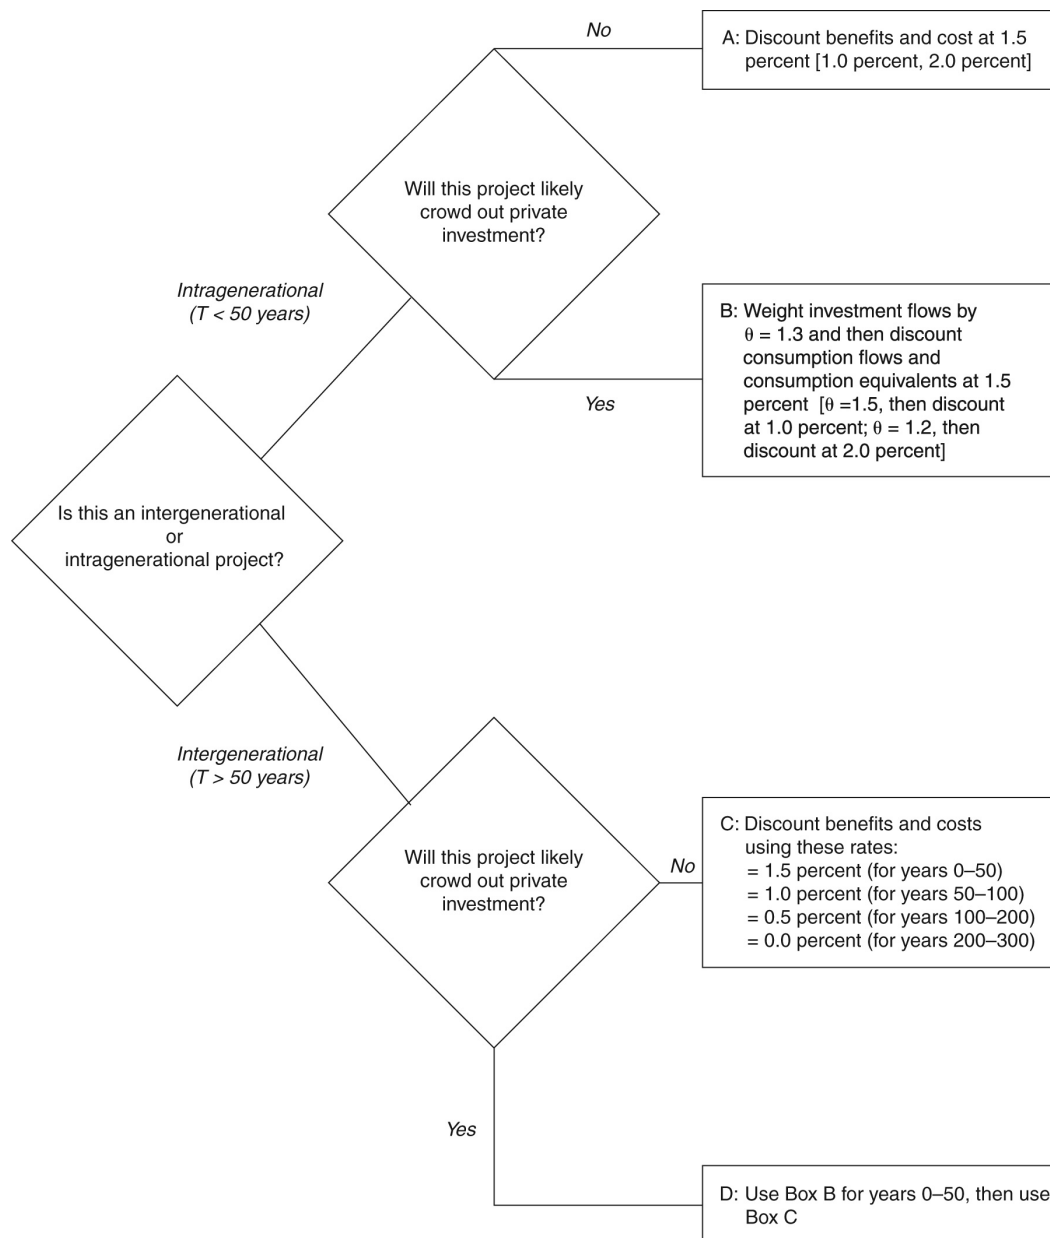 No
A: Discount benefits and cost at 1.5
percent [1.0 percent, 2.0 percent]
Will this project likely
crowd out private
investment?
Intragenerational
(T < 50 years)
B: Weight investment flows by
θ = 1.3 and then discount
consumption flows and
consumption equivalents at 1.5
percent [θ =1.5, then discount
at 1.0 percent; θ = 1.2, then
discount at 2.0 percent]
Yes
Is this an intergenerational
or
intragenerational project?
Intergenerational
(T > 50 years)
Will this project likely
crowd out private
investment?
No
C: Discount benefits and costs
using these rates:
= 1.5 percent (for years 0–50)
= 1.0 percent (for years 50–100)
= 0.5 percent (for years 100–200)
= 0.0 percent (for years 200–300)
Yes
D: Use Box B for years 0–50, then use
Box C